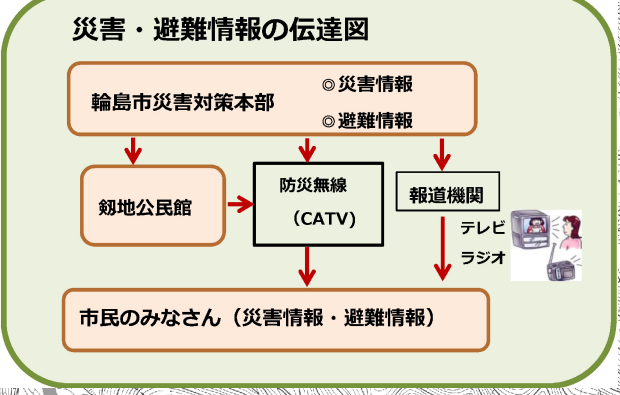 災害・避難情報の伝達図
輪島市災害対策本部
◎災害情報
◎避難情報
剱地公民館
防災無線
（CATV）
報道機関
テレビ
ラジオ
市民のみなさん（災害情報・避難情報）